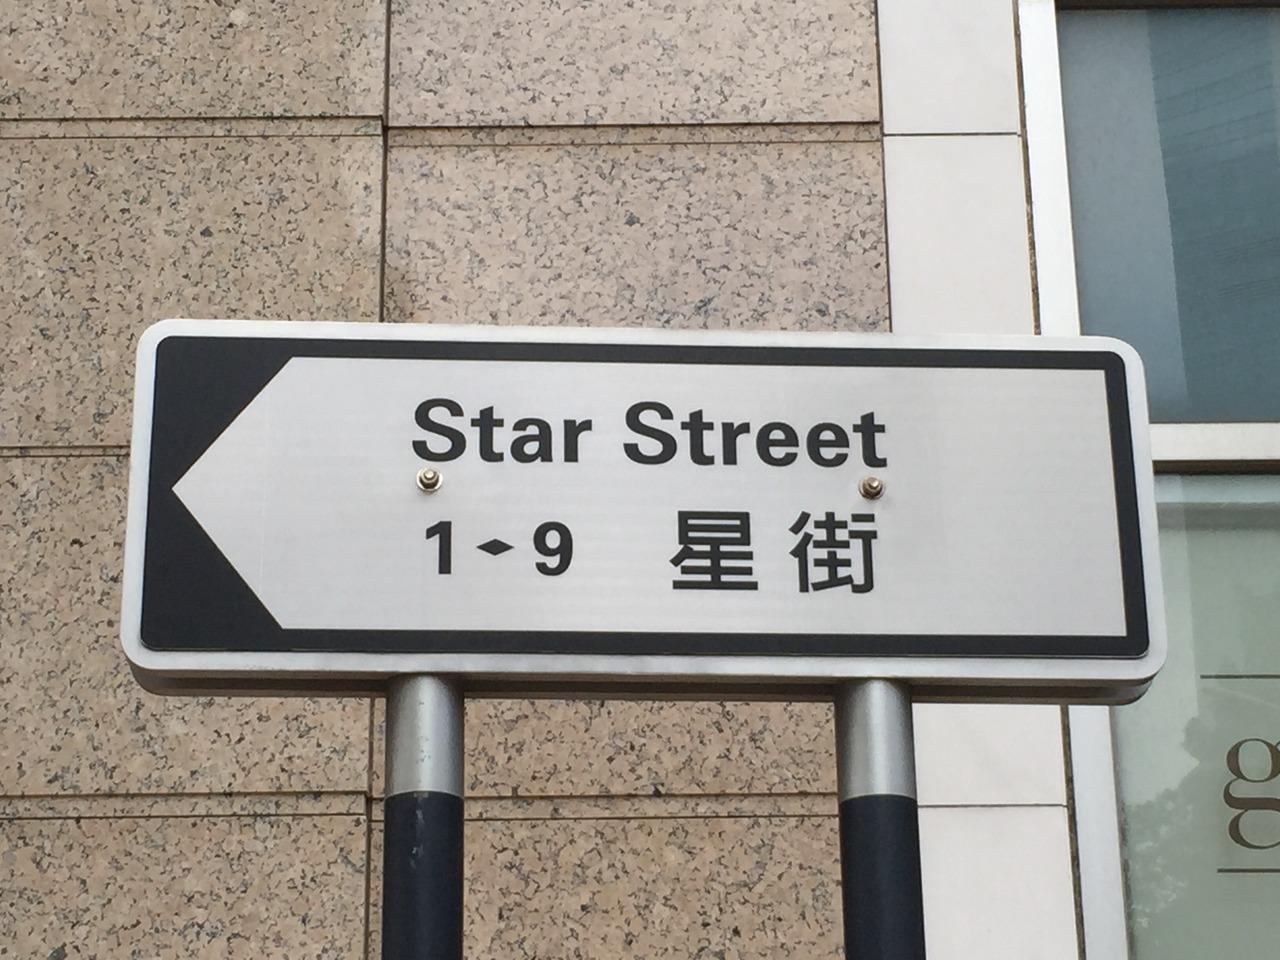 Star Street
1-9 星街
g